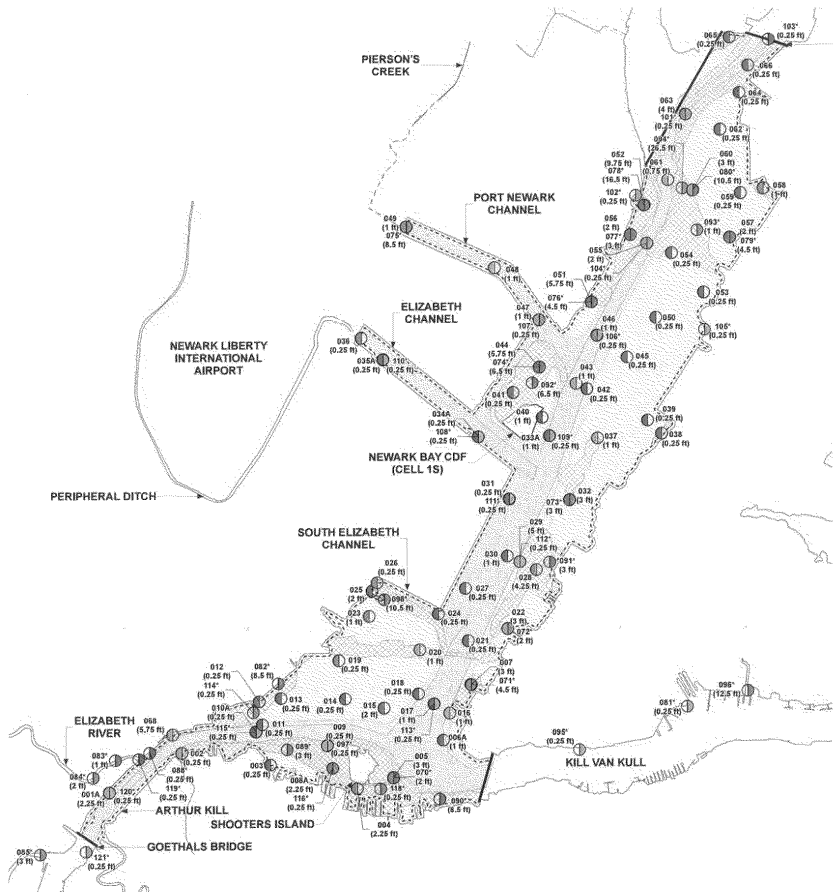 065
103*
(0.25 ft)
(0.25 ft)
PIERSON'S
CREEK
066
(0.25 ft)
064
(0.25 ft)
063
(4 ft)
101
(0.25 ft)
062
(0.25 ft)
094*
(26.5 ft)
052
(9.75 ft)
061
(0.75 ft)
060
(3 ft)
078*
(16.5 ft)
080*
(10.5 ft)
058
(1 ft)
102*
(0.25 ft)
059
(0.25 ft)
PORT NEWARK
CHANNEL
049
(1 ft)
075*
(8.5 ft)
056
(2 ft)
077*
(3 ft)
093*
(1 ft)
057
(2 ft)
079*
(4.5 ft)
055
(2 ft)
104*
(0.25 ft)
054
(0.25 ft)
048
(1 ft)
051
(5.75 ft)
053
(0.25 ft)
076*
(4.5 ft)
ELIZABETH
CHANNEL
047
(1 ft)
107*
(0.25 ft)
046
(1 ft)
106*
(0.25 ft)
050
(0.25 ft)
105*
(0.25 ft)
NEWARK LIBERTY
INTERNATIONAL
AIRPORT
036
(0.25 ft)
044
(5.75 ft)
074*
(6.5 ft)
045
(0.25 ft)
035A
(0.25 ft)
110*
(0.25 ft)
043
(1 ft)
092*
(6.5 ft)
042
(0.25 ft)
041
(0.25 ft)
034A
(0.25 ft)
108*
(0.25 ft)
040
(1 ft)
039
(0.25 ft)
033A
(1 ft)
109*
(0.25 ft)
037
(1 ft)
038
(0.25 ft)
NEWARK BAY CDF
(CELL 1S)
PERIPHERAL DITCH
031
(0.25 ft)
111*
(0.25 ft)
032
(3 ft)
073*
(3 ft)
029
(5 ft)
SOUTH ELIZABETH
CHANNEL
112*
(0.25 ft)
030
(1 ft)
091*
(3 ft)
026
(0.25 ft)
028
(4.25 ft)
025
(2 ft)
027
(0.25 ft)
098*
(10.5 ft)
023
(1 ft)
024
(0.25 ft)
022
(3 ft)
072*
(2 ft)
021
(0.25 ft)
020
(1 ft)
019
(0.25 ft)
007
(3 ft)
071*
(4.5 ft)
012
(0.25 ft)
082*
(8.5 ft)
114*
(0.25 ft)
013
(0.25 ft)
014
(0.25 ft)
018
(0.25 ft)
096*
(12.5 ft)
010A
(0.25 ft)
015
(2 ft)
017
(1 ft)
016
(1 ft)
081*
(0.25 ft)
ELIZABETH
RIVER
068
(5.75 ft)
115*
(0.25 ft)
011
(0.25 ft)
009
(0.25 ft)
097*
(0.25 ft)
113*
(0.25 ft)
006A
(1 ft)
095*
(0.25 ft)
089*
(3 ft)
083*
(1 ft)
002
(0.25 ft)
003
(0.25 ft)
005
(3 ft)
070*
(2 ft)
KILL VAN KULL
088*
(0.25 ft)
084*
(2 ft)
119*
(0.25 ft)
008A
(2.25 ft)
116*
(0.25 ft)
118*
(0.25 ft)
001A
(2.25 ft)
120*
(0.25 ft)
090*
ARTHUR KILL
SHOOTERS ISLAND
004
(2.25 ft)
GOETHALS BRIDGE
085*
(3 ft)
121*
(0.25 ft)